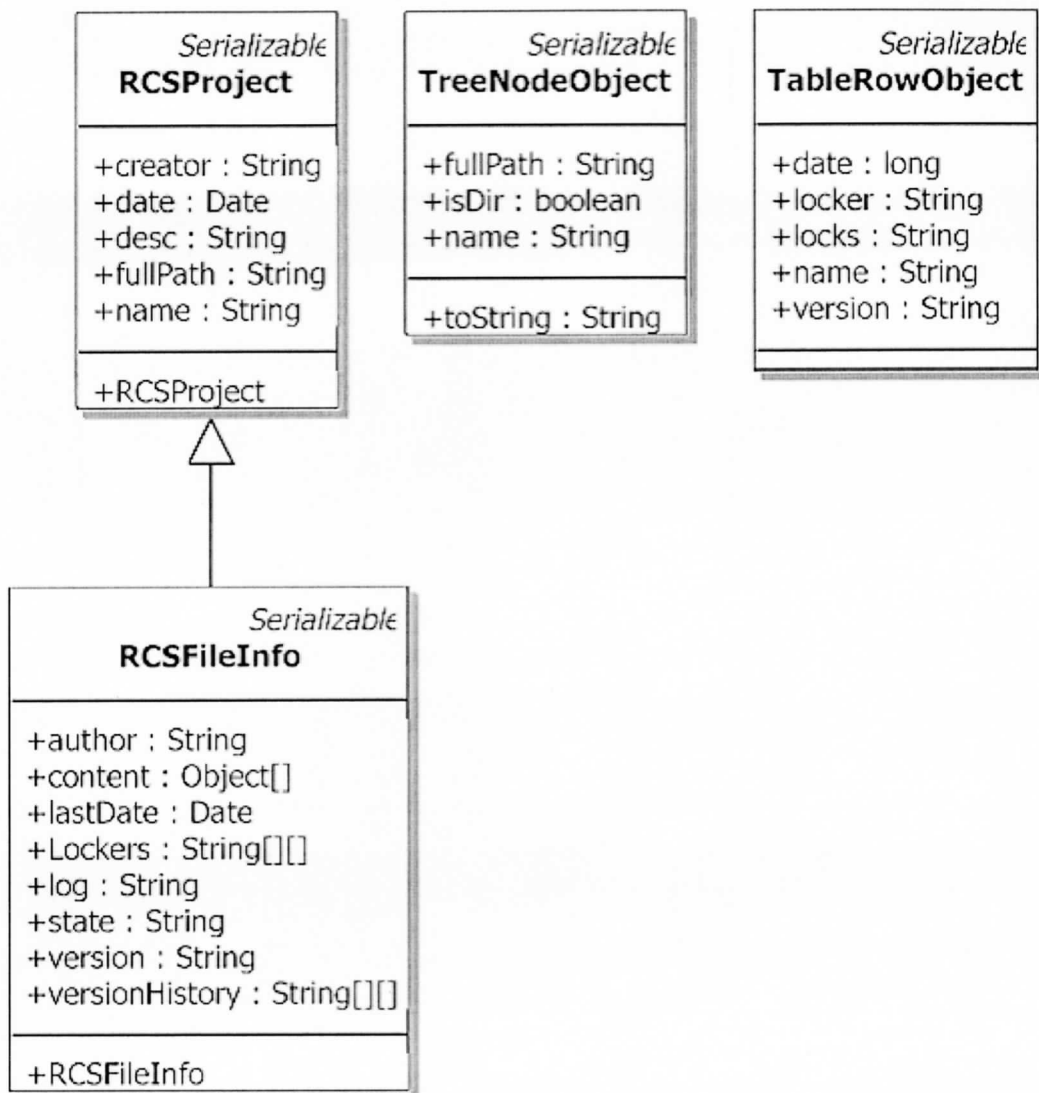 Serializable
RCSProject
+creator : String
+date : Date
+desc : String
+fullPath : String
+name : String
+RCSProject
Serializable
TreeNodeObject
+fullPath : String
+isDir : boolean
+name : String
+toString : String
Serializable
TableRowObject
+date : long
+locker : String
+locks : String
+name : String
+version : String
Serializable
RCSFileInfo
+author : String
+content : Object[]
+lastDate : Date
+Lockers : String[][]
+log : String
+state : String
+version : String
+versionHistory : String[][]
+RCSFileInfo